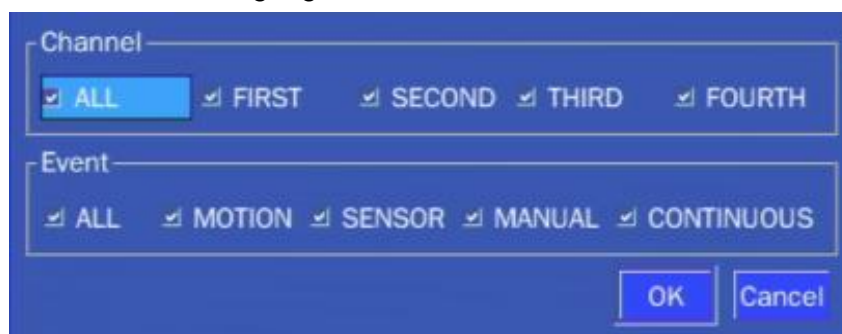 Channel
ALL FIRST SECOND THIRD FOURTH
Event
ALL MOTION SENSOR MANUAL CONTINUOUS
OK Cancel